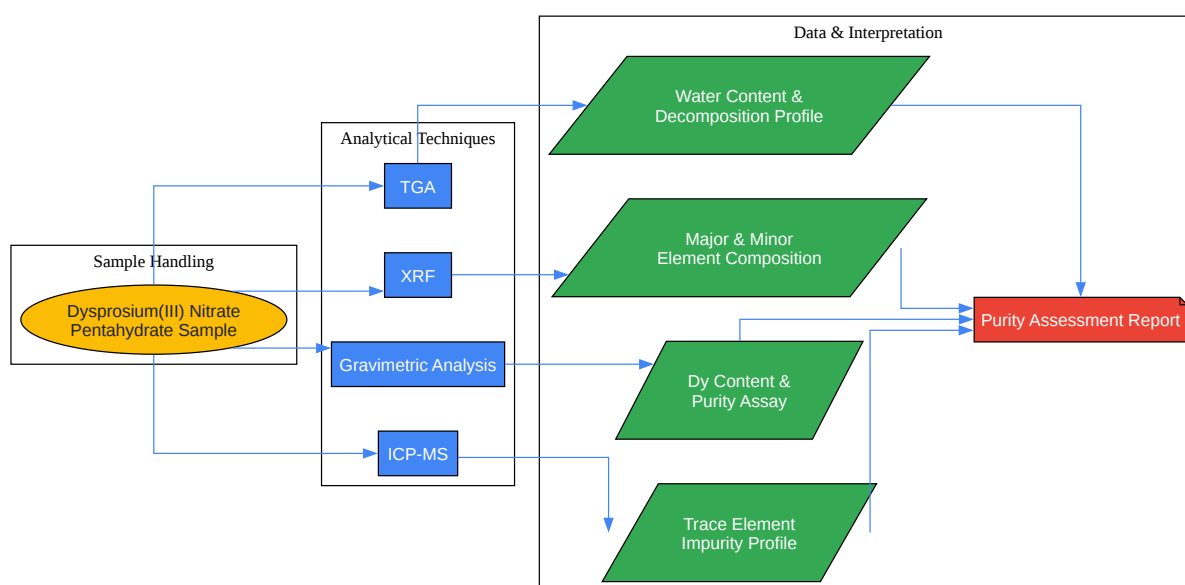 Data & Interpretation
Water Content &
Decomposition Profile
Analytical Techniques
TGA
Major & Minor
Element Composition
Sample Handling
XRF
Dysprosium(III) Nitrate
Pentahydrate Sample
Purity Assessment Report
Gravimetric Analysis
Dy Content &
Purity Assay
ICP-MS
Trace Element
Impurity Profile